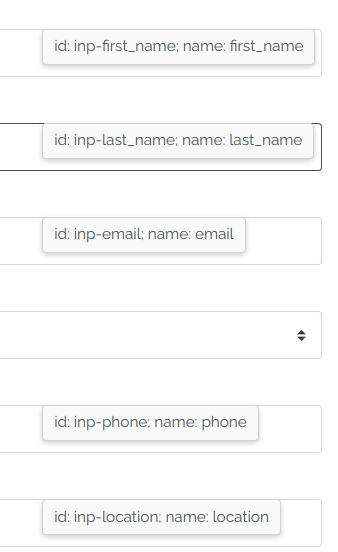 id: inp-first_name; name: first_name
id: inp-last_name; name: last_name
id: inp-email; name: email
id: inp-phone; name: phone
id: inp-location; name: location